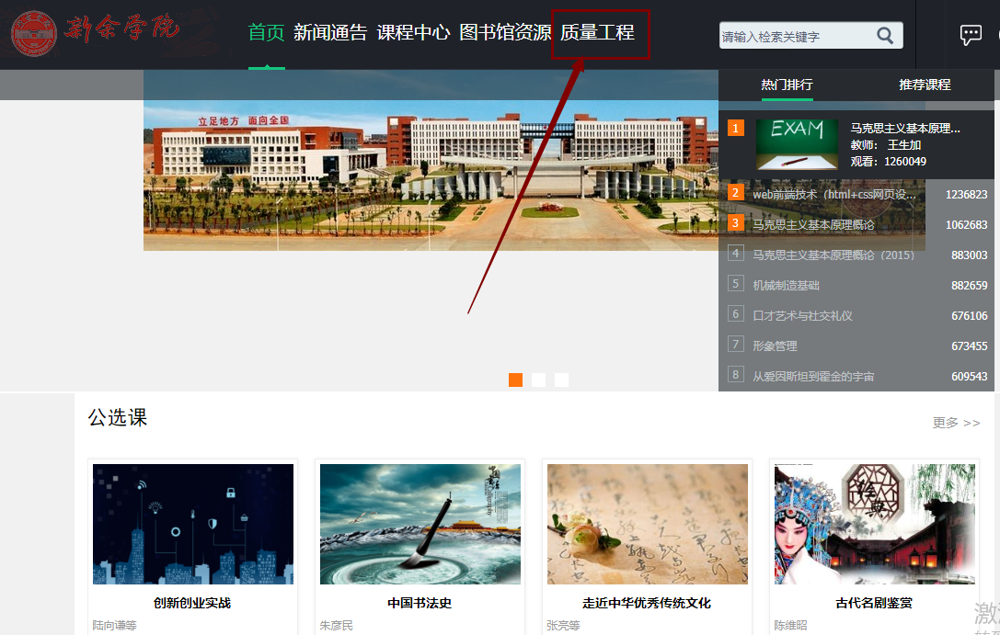 新余学院
首页 新闻通告 课程中心 图书馆资源 质量工程
请输入检索关键字
热门排行 推荐课程
立足地方 面向全国
1
EXAM
马克思主义基本原理...
教师： 王生加
观看：1260049
2 web前端技术（html+css网页设... 1236823
3 马克思主义基本原理概论 1062683
4 马克思主义基本原理概论（2015） 883003
5 机械制造基础 882659
6 口才艺术与社交礼仪 676106
7 形象管理 673455
8 从爱因斯坦到霍金的宇宙 609543
公选课
更多 >>
经典
创新创业实战 中国书法史 走近中华优秀传统文化 古代名剧鉴赏
陆向谦等 朱彦民 张亮等 陈维昭
激